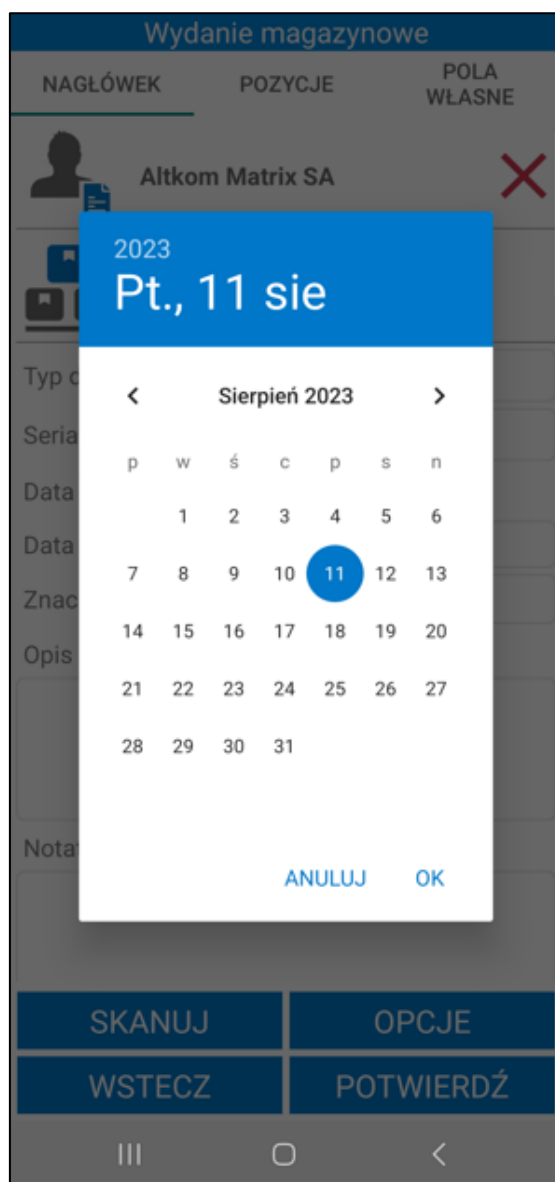 Wydanie magazynowe
NAGŁÓWEK POZYCJE POLA WŁASNE
Altkom Matrix SA
2023
Pt., 11 sie
Sierpień 2023
p w ś c p s n
1 2 3 4 5 6
7 8 9 10 11 12 13
14 15 16 17 18 19 20
21 22 23 24 25 26 27
28 29 30 31
ANULUJ OK
Typ
Seria
Data
Data
Znac
Opis
Nota
SKANUJ OPCJE
WSTECZ POTWIERDŹ